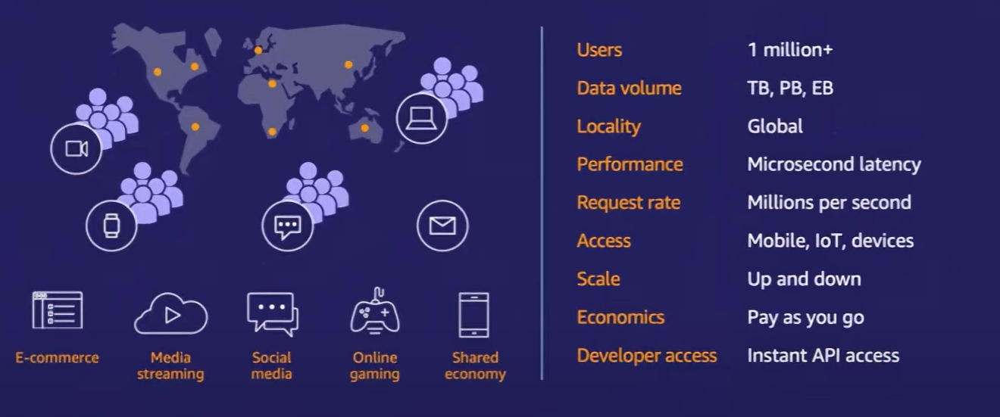 Users 1 million+
Data volume TB, PB, EB
Locality Global
Performance Microsecond latency
Request rate Millions per second
Access Mobile, IoT, devices
Scale Up and down
Economics Pay as you go
Developer access Instant API access
E-commerce
Media
streaming
Social
media
Online
gaming
Shared
economy